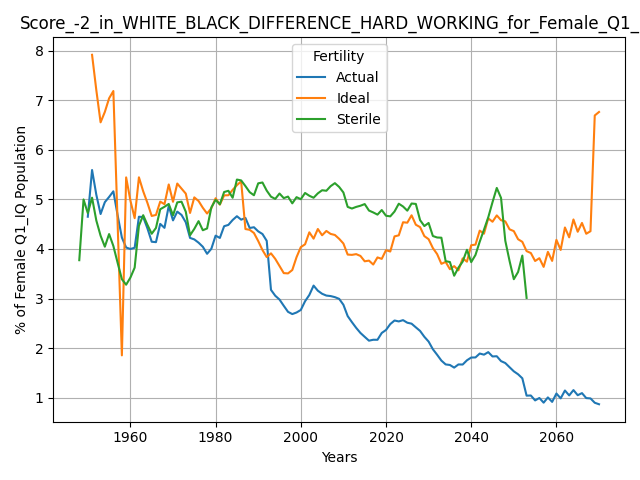 Score_-2_in_WHITE_BLACK_DIFFERENCE_HARD_WORKING_for_Female_Q1_
Fertility
Actual
Ideal
Sterile
% of Female Q1_IQ Population
8
7
6
5
4
3
2
1
1960
1980
2000
2020
2040
2060
Years